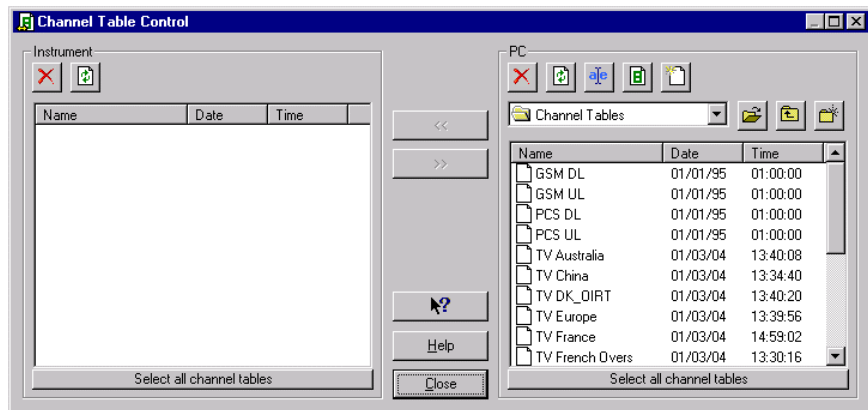 Channel Table Control
Instrument
Name Date Time
Select all channel tables
<<
>>
?
Help
Close
PC
a e
Channel Tables
Name Date Time
GSM DL 01/01/95 01:00:00
GSM UL 01/01/95 01:00:00
PCS DL 01/01/95 01:00:00
PCS UL 01/01/95 01:00:00
TV Australia 01/03/04 13:40:08
TV China 01/03/04 13:34:40
TV DK_OIRT 01/03/04 13:40:20
TV Europe 01/03/04 13:39:56
TV France 01/03/04 14:59:02
TV French Overs 01/03/04 13:30:16
Select all channel tables